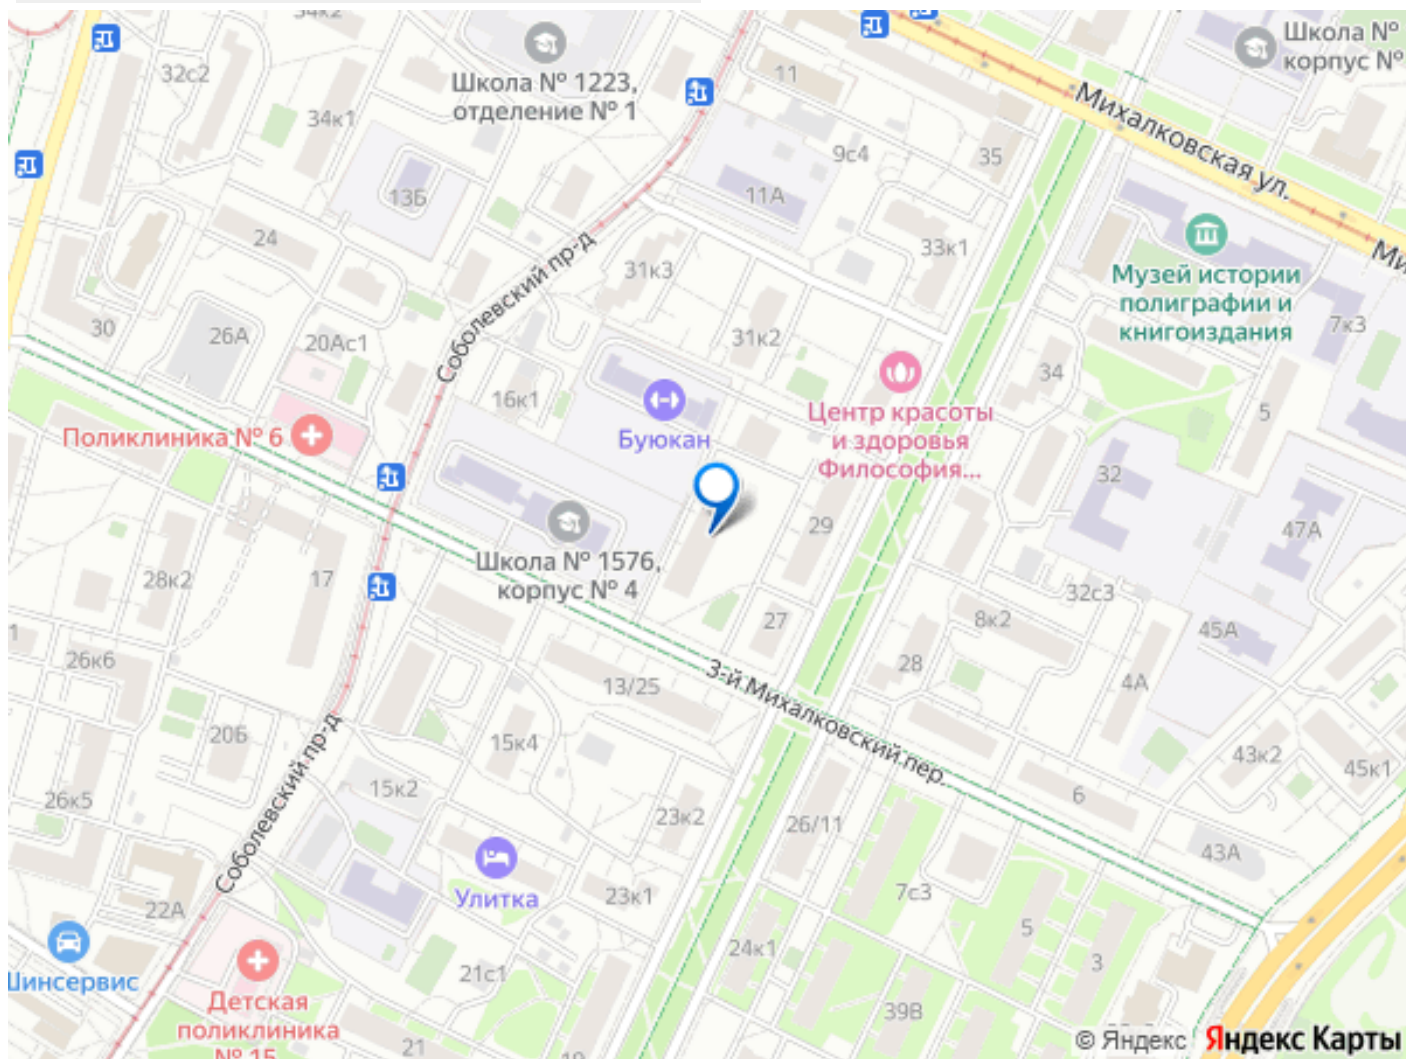 34к2
Школа №
корпус №
32с2
Школа № 1223,
отделение № 1
11
34к1
Михалковская ул.
9с4
35
13Б
11А
24
33к1
Соболевский пр-д
31к3
Музей истории
полиграфии и
книгоиздания
Ми
30
26А
20Ас1
31к2
7к3
34
16к1
Центр красоты
и здоровья
Философия...
5
Поликлиника № 6
Буюкан
32
29
47А
Школа № 1576,
корпус № 4
28к2
17
32с3
27
8к2
45А
1
26к6
13/25
3-й Михалковский пер.
28
4А
20Б
15к4
43к2
45к1
Соболевский пр-д
26к5
15к2
23к2
26/11
6
43А
Улитка
23к1
7с3
22А
24к1
5
3
Шинсервис
21с1
Детская
поликлиника
№ 15
39В
21
19
© Яндекс Яндекс Карты